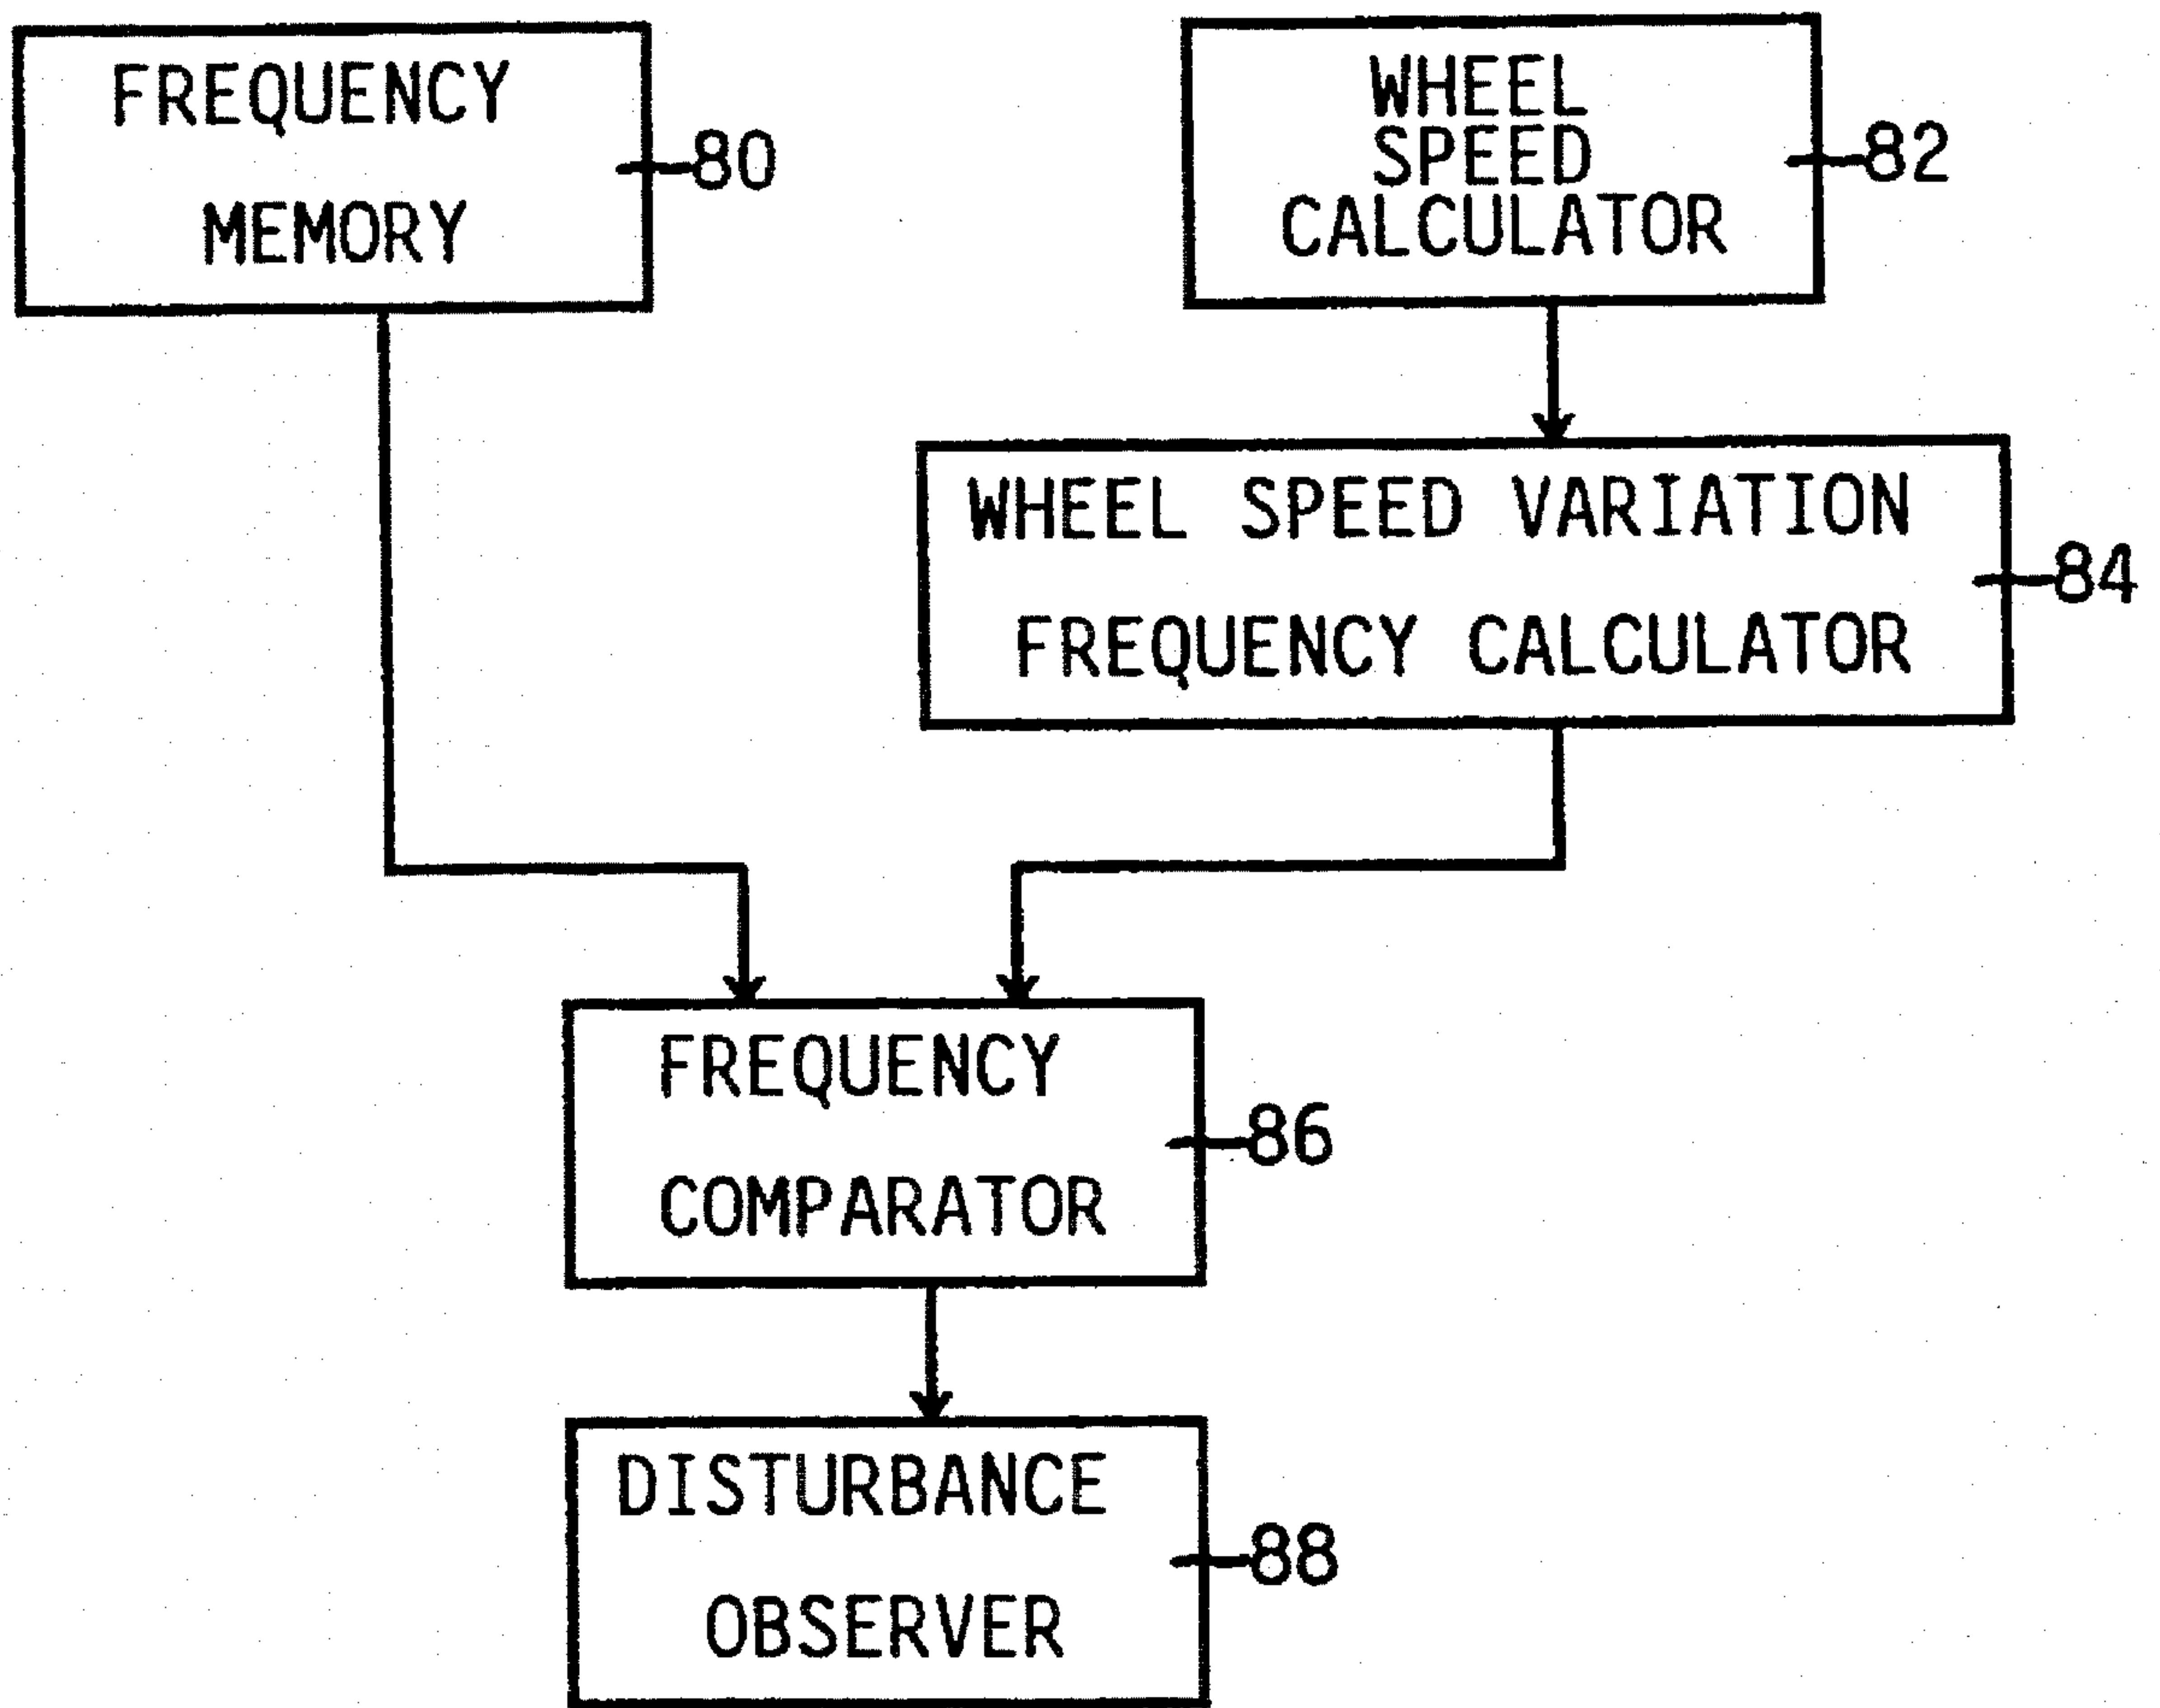 FREQUENCY
MEMORY
80
WHEEL
SPEED
CALCULATOR
82
WHEEL SPEED VARIATION
FREQUENCY CALCULATOR
84
FREQUENCY
COMPARATOR
86
DISTURBANCE
OBSERVER
88